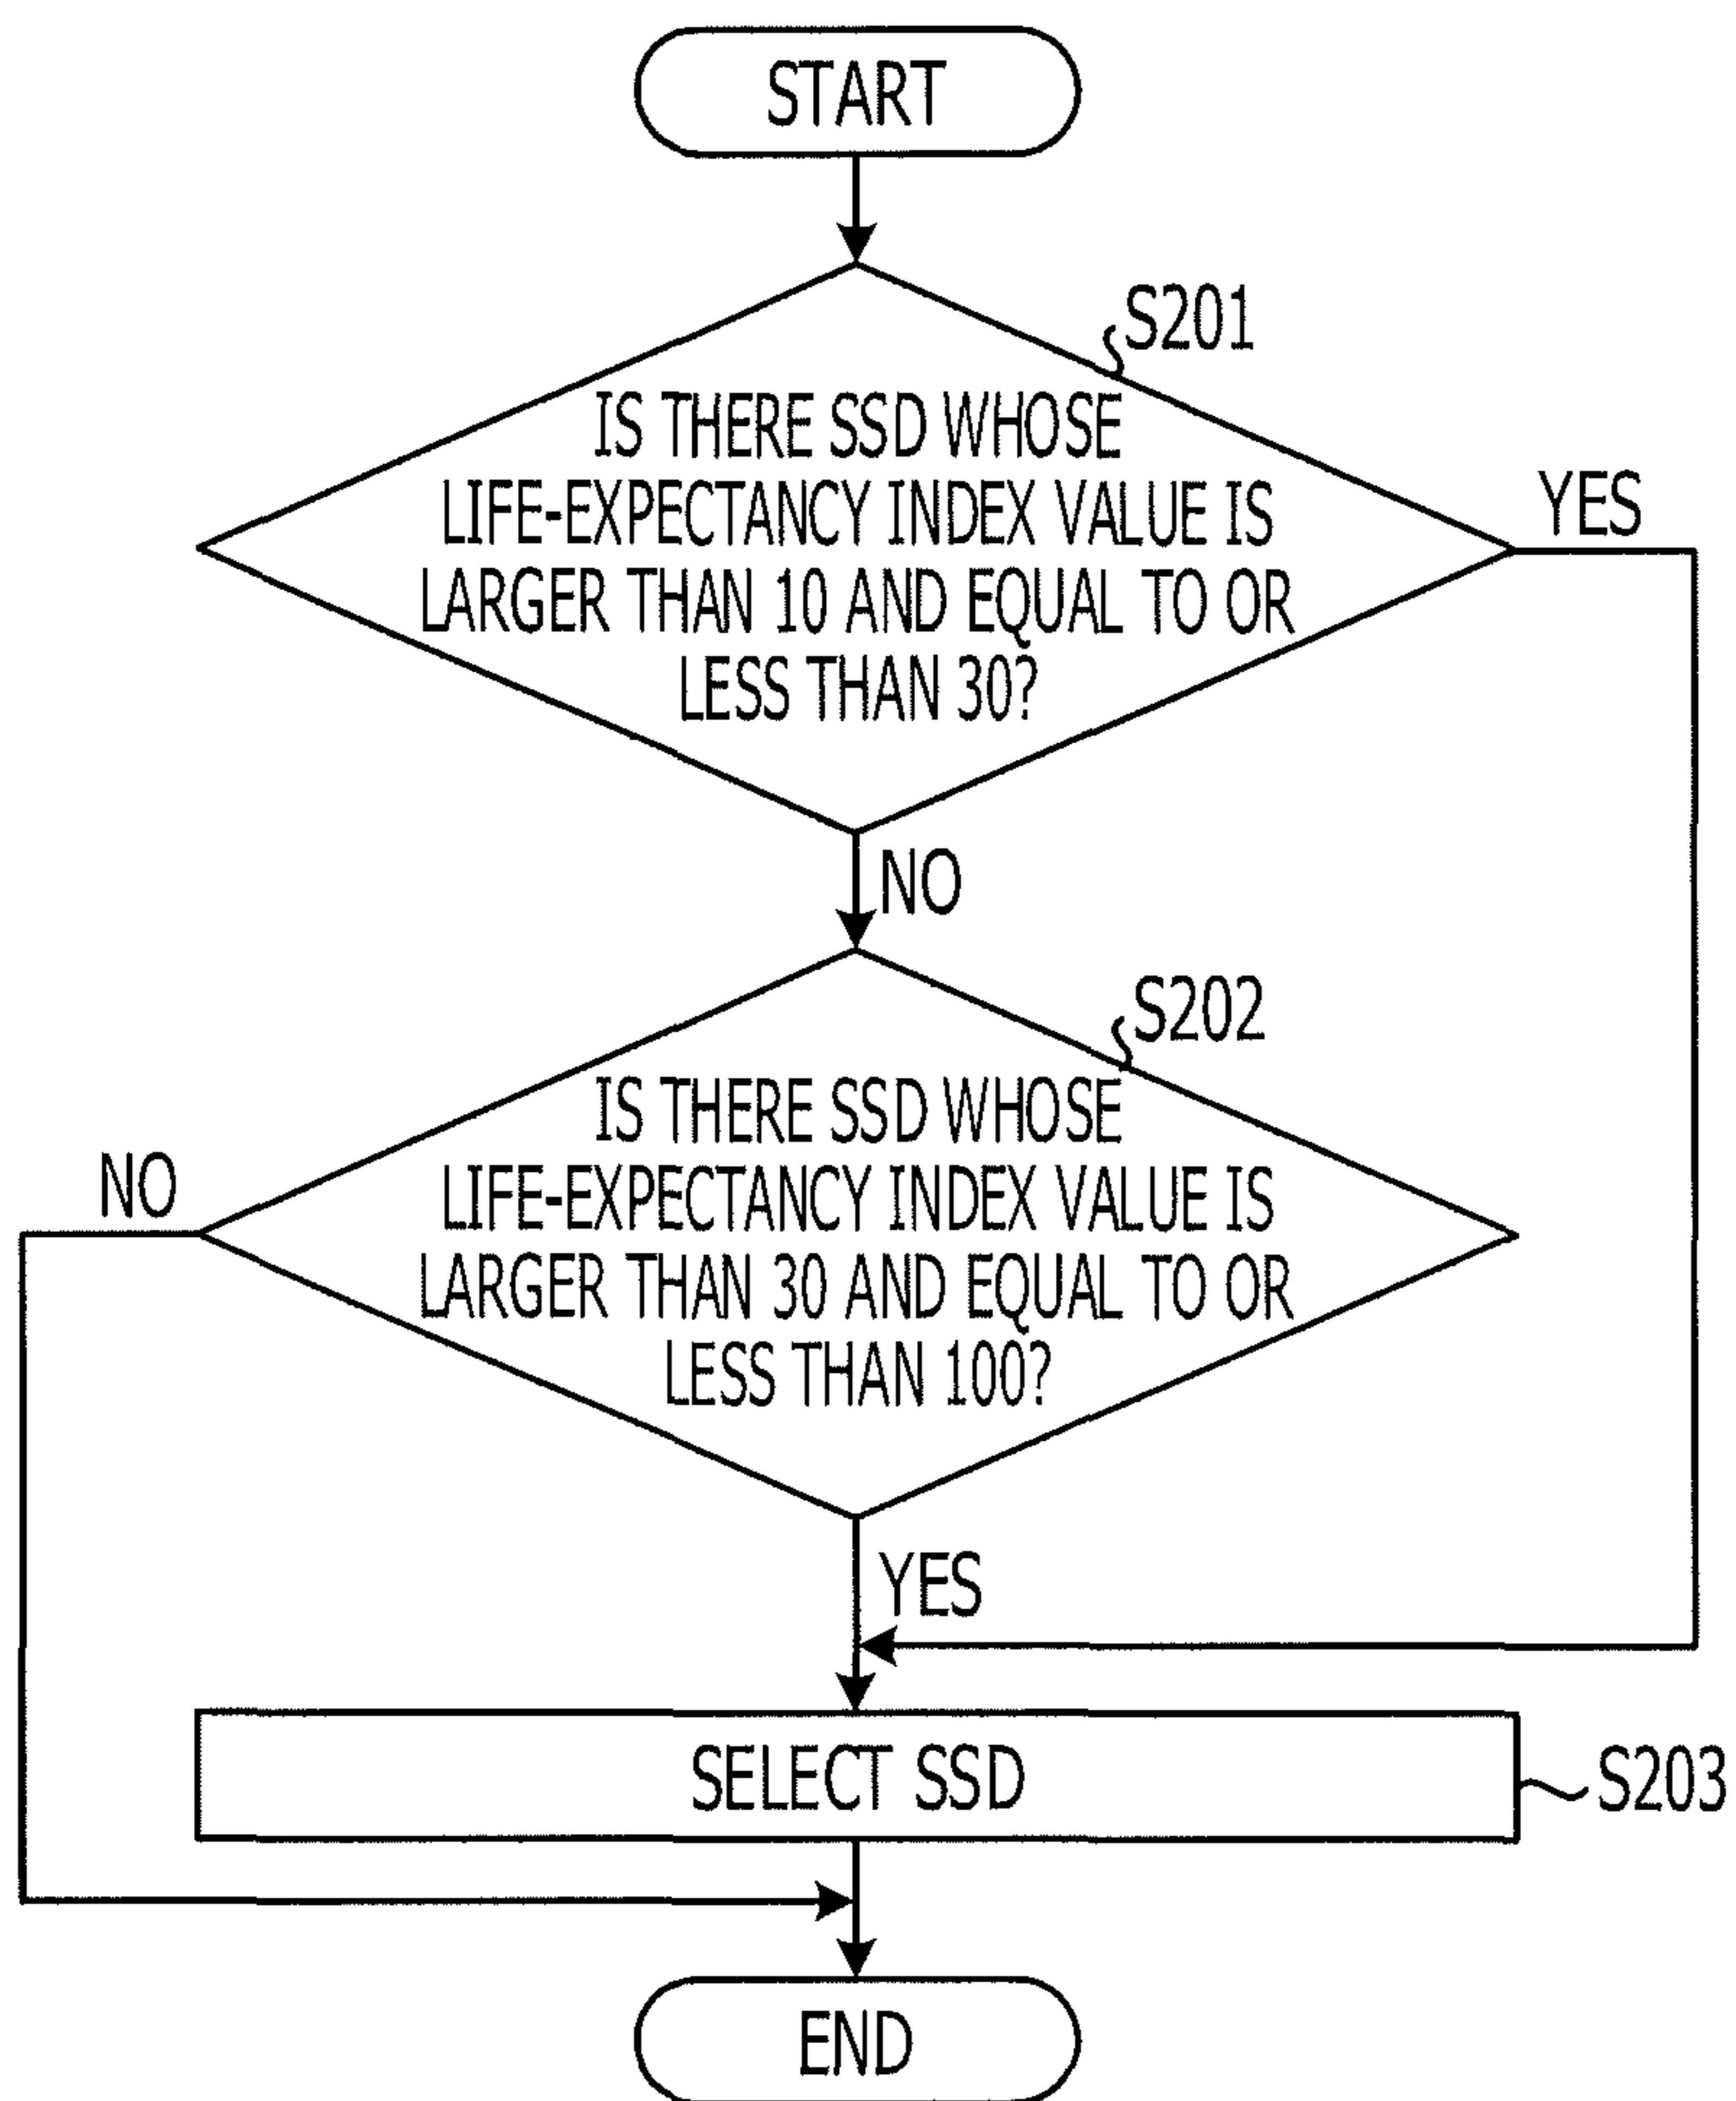 START
S201
IS THERE SSD WHOSE
LIFE-EXPECTANCY INDEX VALUE IS
LARGER THAN 10 AND EQUAL TO OR
LESS THAN 30?
YES
NO
S202
IS THERE SSD WHOSE
LIFE-EXPECTANCY INDEX VALUE IS
LARGER THAN 30 AND EQUAL TO OR
LESS THAN 100?
NO
YES
SELECT SSD
S203
END